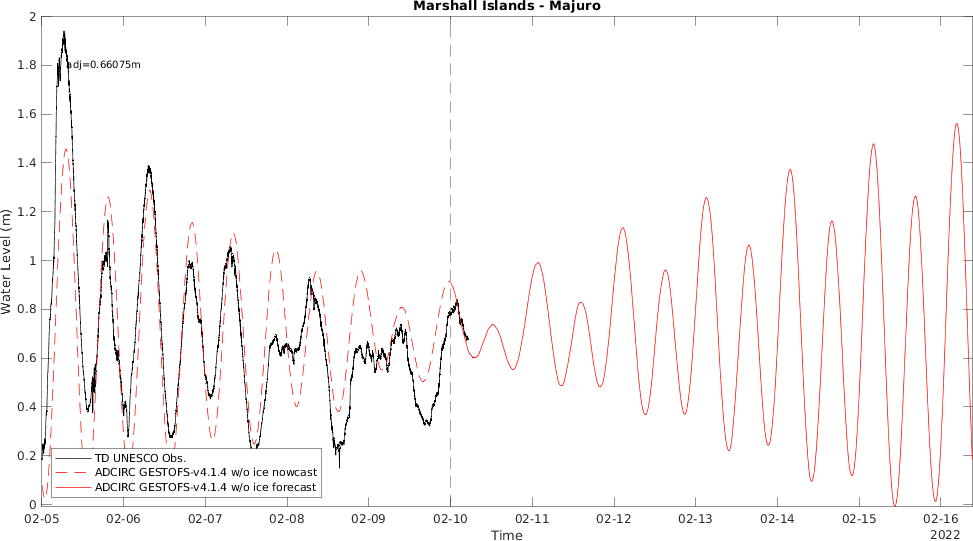 Marshall Islands - Majuro
Water Level (m)
2
1.8
1.6
1.4
1.2
1
0.8
0.6
0.4
0.2
0
adj=0.66075m
TD UNESCO Obs.
ADCIRC GESTOFS-v4.1.4 w/o ice nowcast
ADCIRC GESTOFS-v4.1.4 w/o ice forecast
02-05 02-06 02-07 02-08 02-09 02-10 02-11 02-12 02-13 02-14 02-15 02-16
Time
2022